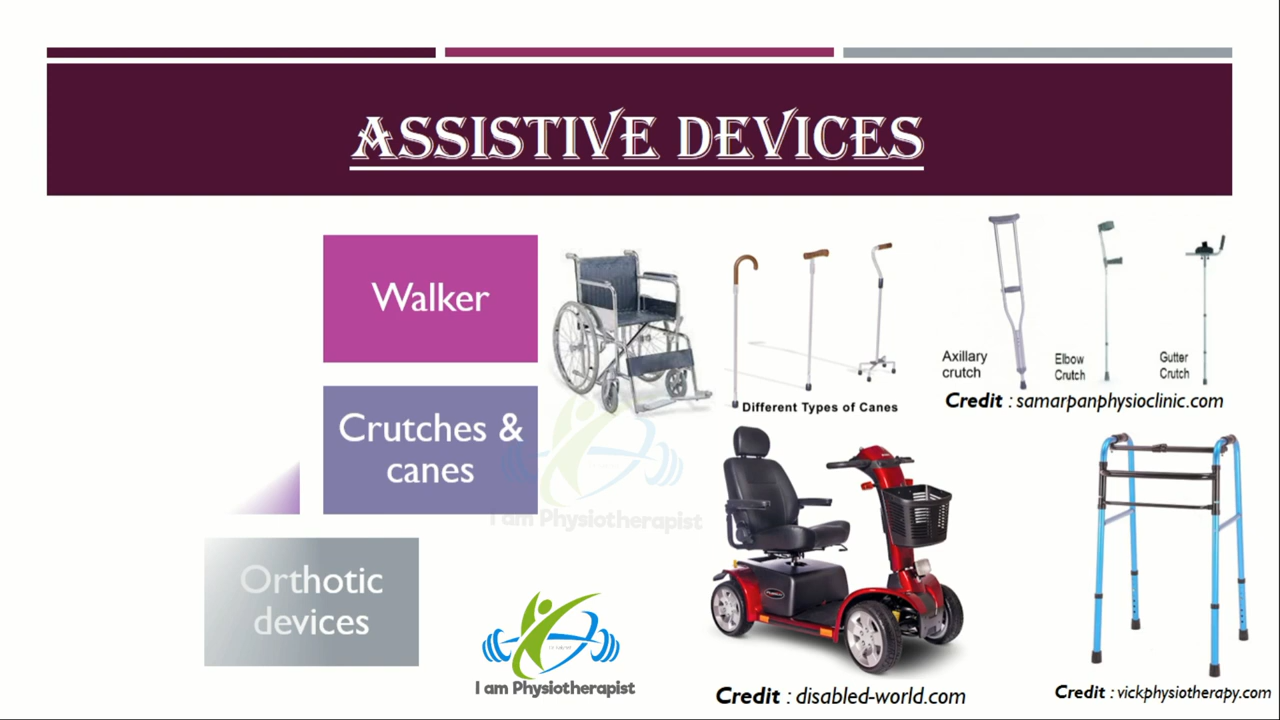 ASSISTIVE DEVICES
Walker
Crutches &
canes
Orthotic
devices
Different Types of Canes
Axillary
crutch
Elbow
Crutch
Gutter
Crutch
Credit : samarpanphysioclinic.com
I am Physiotherapist
I am Physiotherapist
Credit : disabled-world.com
Credit : vickphysiotherapy.com